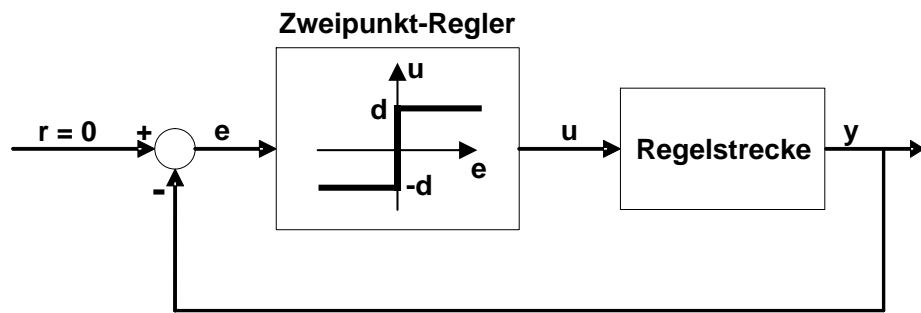 Zweipunkt-Regler
u
d
r = 0
+
e
u
Regelstrecke
y
e
-
-d